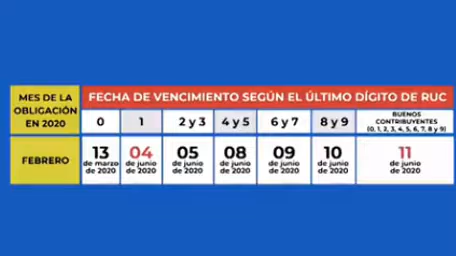 MES DE LA
OBLIGACIÓN
EN 2020
FECHA DE VENCIMIENTO SEGÚN EL ÚLTIMO DÍGITO DE RUC
0
1
2 y 3
4 y 5
6 y 7
8 y 9
BUENOS
CONTRIBUYENTES
(0, 1, 2, 3, 4, 5, 6, 7, 8 y 9)
FEBRERO
13
de marzo
de 2020
04
de junio
de 2020
05
de junio
de 2020
08
de junio
de 2020
09
de junio
de 2020
10
de junio
de 2020
11
de junio
de 2020